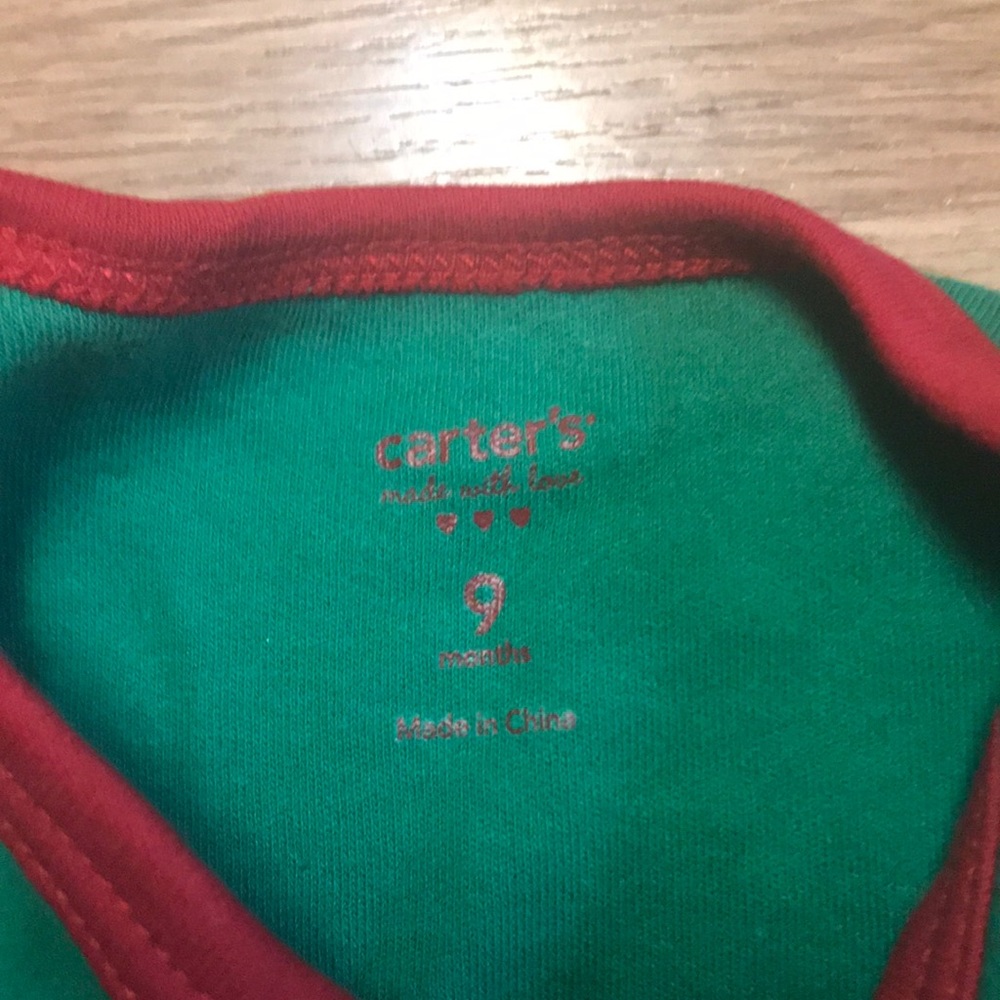 carter's
made with love
9
months
Made in China